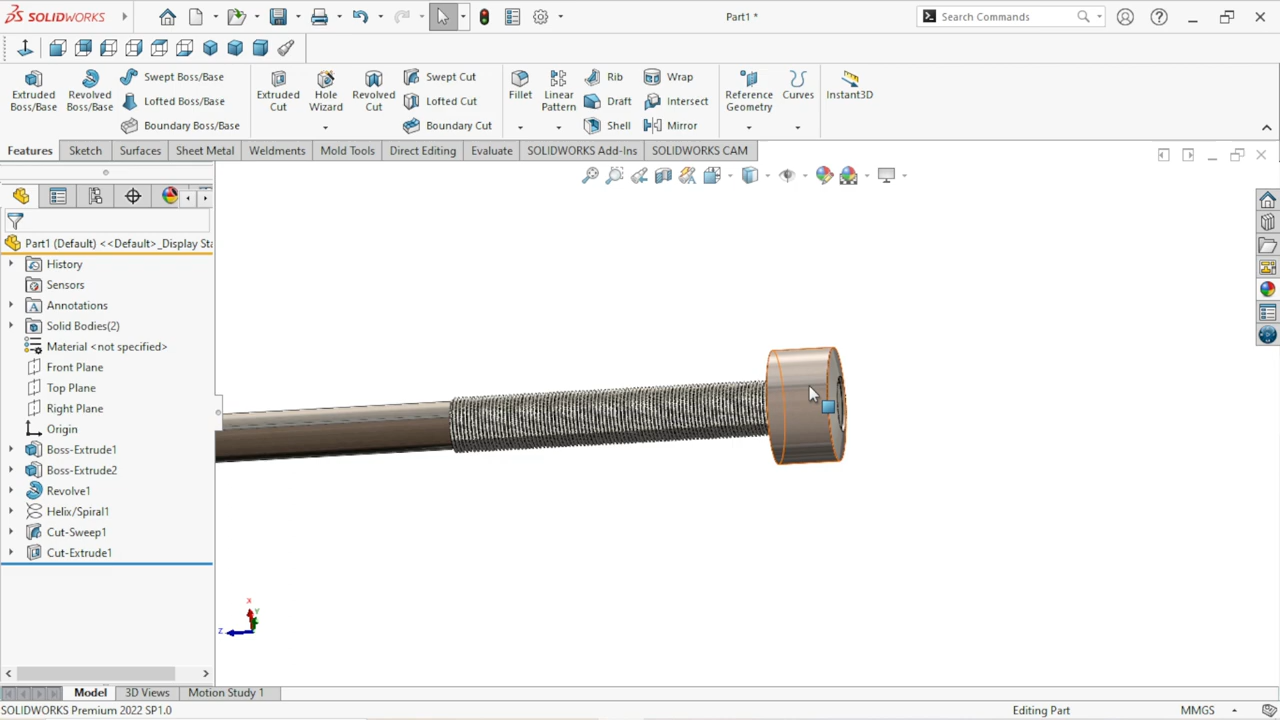 SOLIDWORKS
Part1 *
Search Commands
Extruded Boss/Base
Revolved Boss/Base
Swept Boss/Base
Lofted Boss/Base
Boundary Boss/Base
Extruded Cut
Hole Wizard
Revolved Cut
Swept Cut
Lofted Cut
Boundary Cut
Fillet
Linear Pattern
Rib
Draft
Shell
Wrap
Intersect
Mirror
Reference Geometry
Curves
Instant3D
Features
Sketch
Surfaces
Sheet Metal
Weldments
Mold Tools
Direct Editing
Evaluate
SOLIDWORKS Add-Ins
SOLIDWORKS CAM
Part1 (Default) <<Default>_Display Sta
History
Sensors
Annotations
Solid Bodies(2)
Material <not specified>
Front Plane
Top Plane
Right Plane
Origin
Boss-Extrude1
Boss-Extrude2
Revolve1
Helix/Spiral1
Cut-Sweep1
Cut-Extrude1
X
Y
Z
Model
3D Views
Motion Study 1
SOLIDWORKS Premium 2022 SP1.0
Editing Part
MMGS